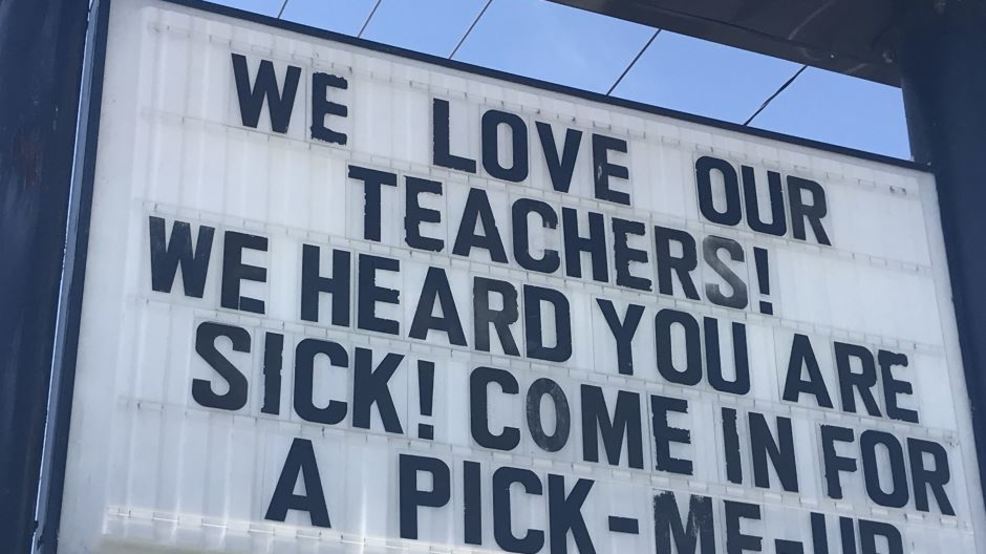 WE LOVE OUR
TEACHERS!
WE HEARD YOU ARE
SICK! COME IN FOR
A PICK-ME-UP